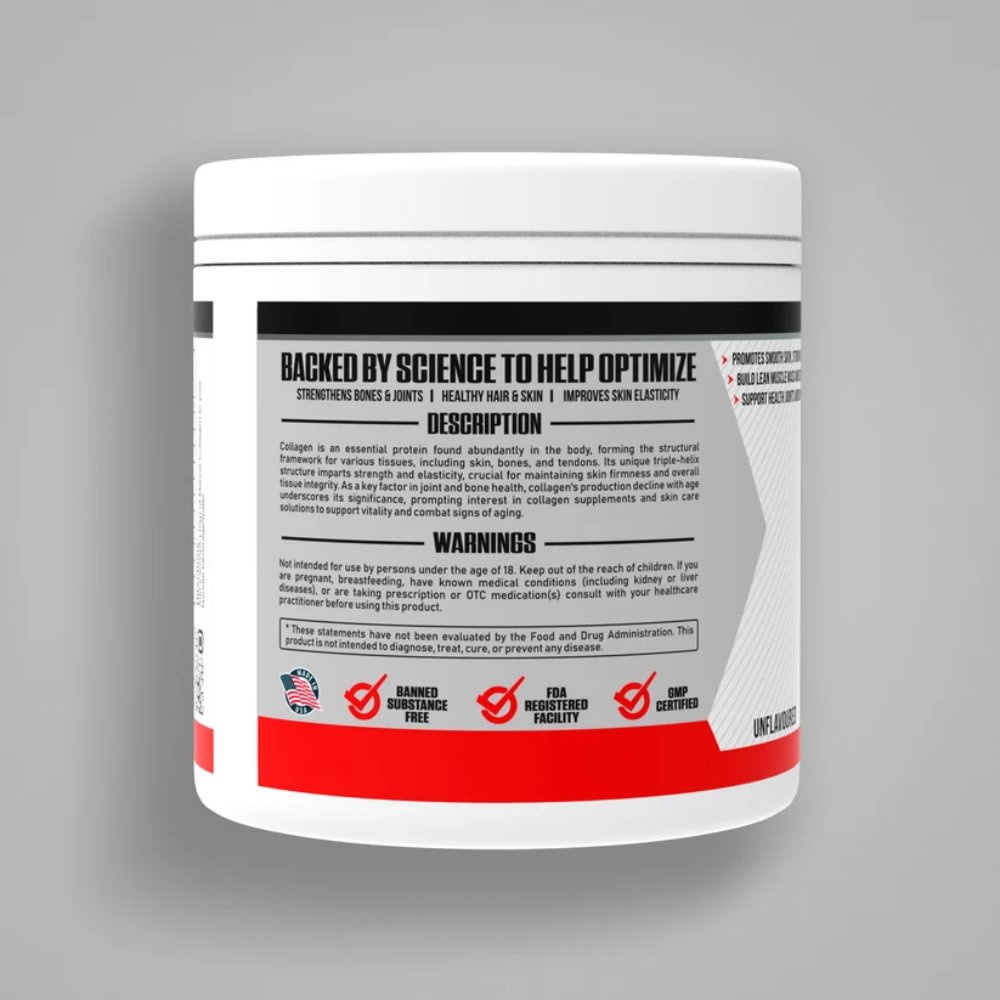 BACKED BY SCIENCE TO HELP OPTIMIZE
STRENGTHENS BONES & JOINTS | HEALTHY HAIR & SKIN | IMPROVES SKIN ELASTICITY
DESCRIPTION
Collagen is an essential protein found abundantly in the body, forming the structural
framework for various tissues, including skin, bones, and tendons. Its unique triple-helix
structure imparts strength and elasticity, crucial for maintaining skin firmness and overall
tissue integrity. As a key factor in joint and bone health, collagen's production decline with age
underscores its significance, prompting interest in collagen supplements and skin care
solutions to support vitality and combat signs of aging.
WARNINGS
Not intended for use by persons under the age of 18. Keep out of the reach of children. If you
are pregnant, breastfeeding, have known medical conditions (including kidney or liver
diseases), or are taking prescription or OTC medication(s) consult with your healthcare
practitioner before using this product.
* These statements have not been evaluated by the Food and Drug Administration. This
product is not intended to diagnose, treat, cure, or prevent any disease.
MADE IN
USA
BANNED
SUBSTANCE
FREE
FDA
REGISTERED
FACILITY
GMP
CERTIFIED
PROMOTES SMOOTH SKIN,
BUILD LEAN MUSCLE MASS
SUPPORT HEALTH JOINTS
UNFLAVOURED